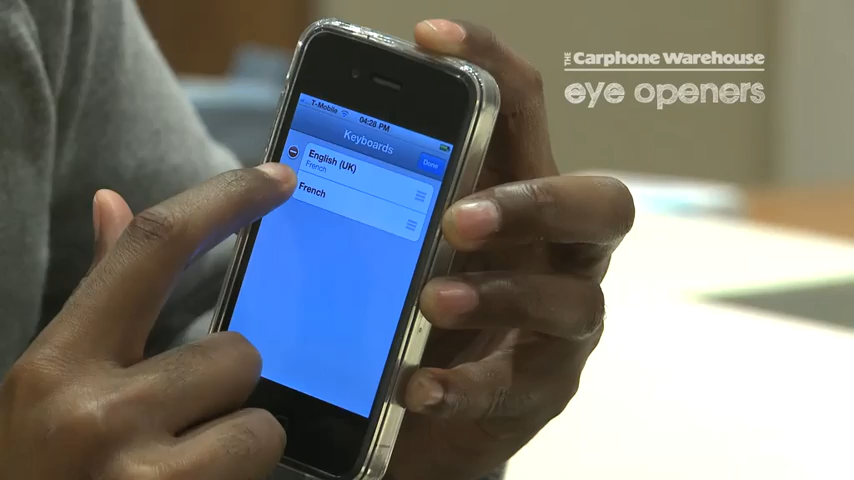 THE Carphone Warehouse
eye openers
T-Mobile
04:28 PM
Keyboards
Done
English (UK)
French
French